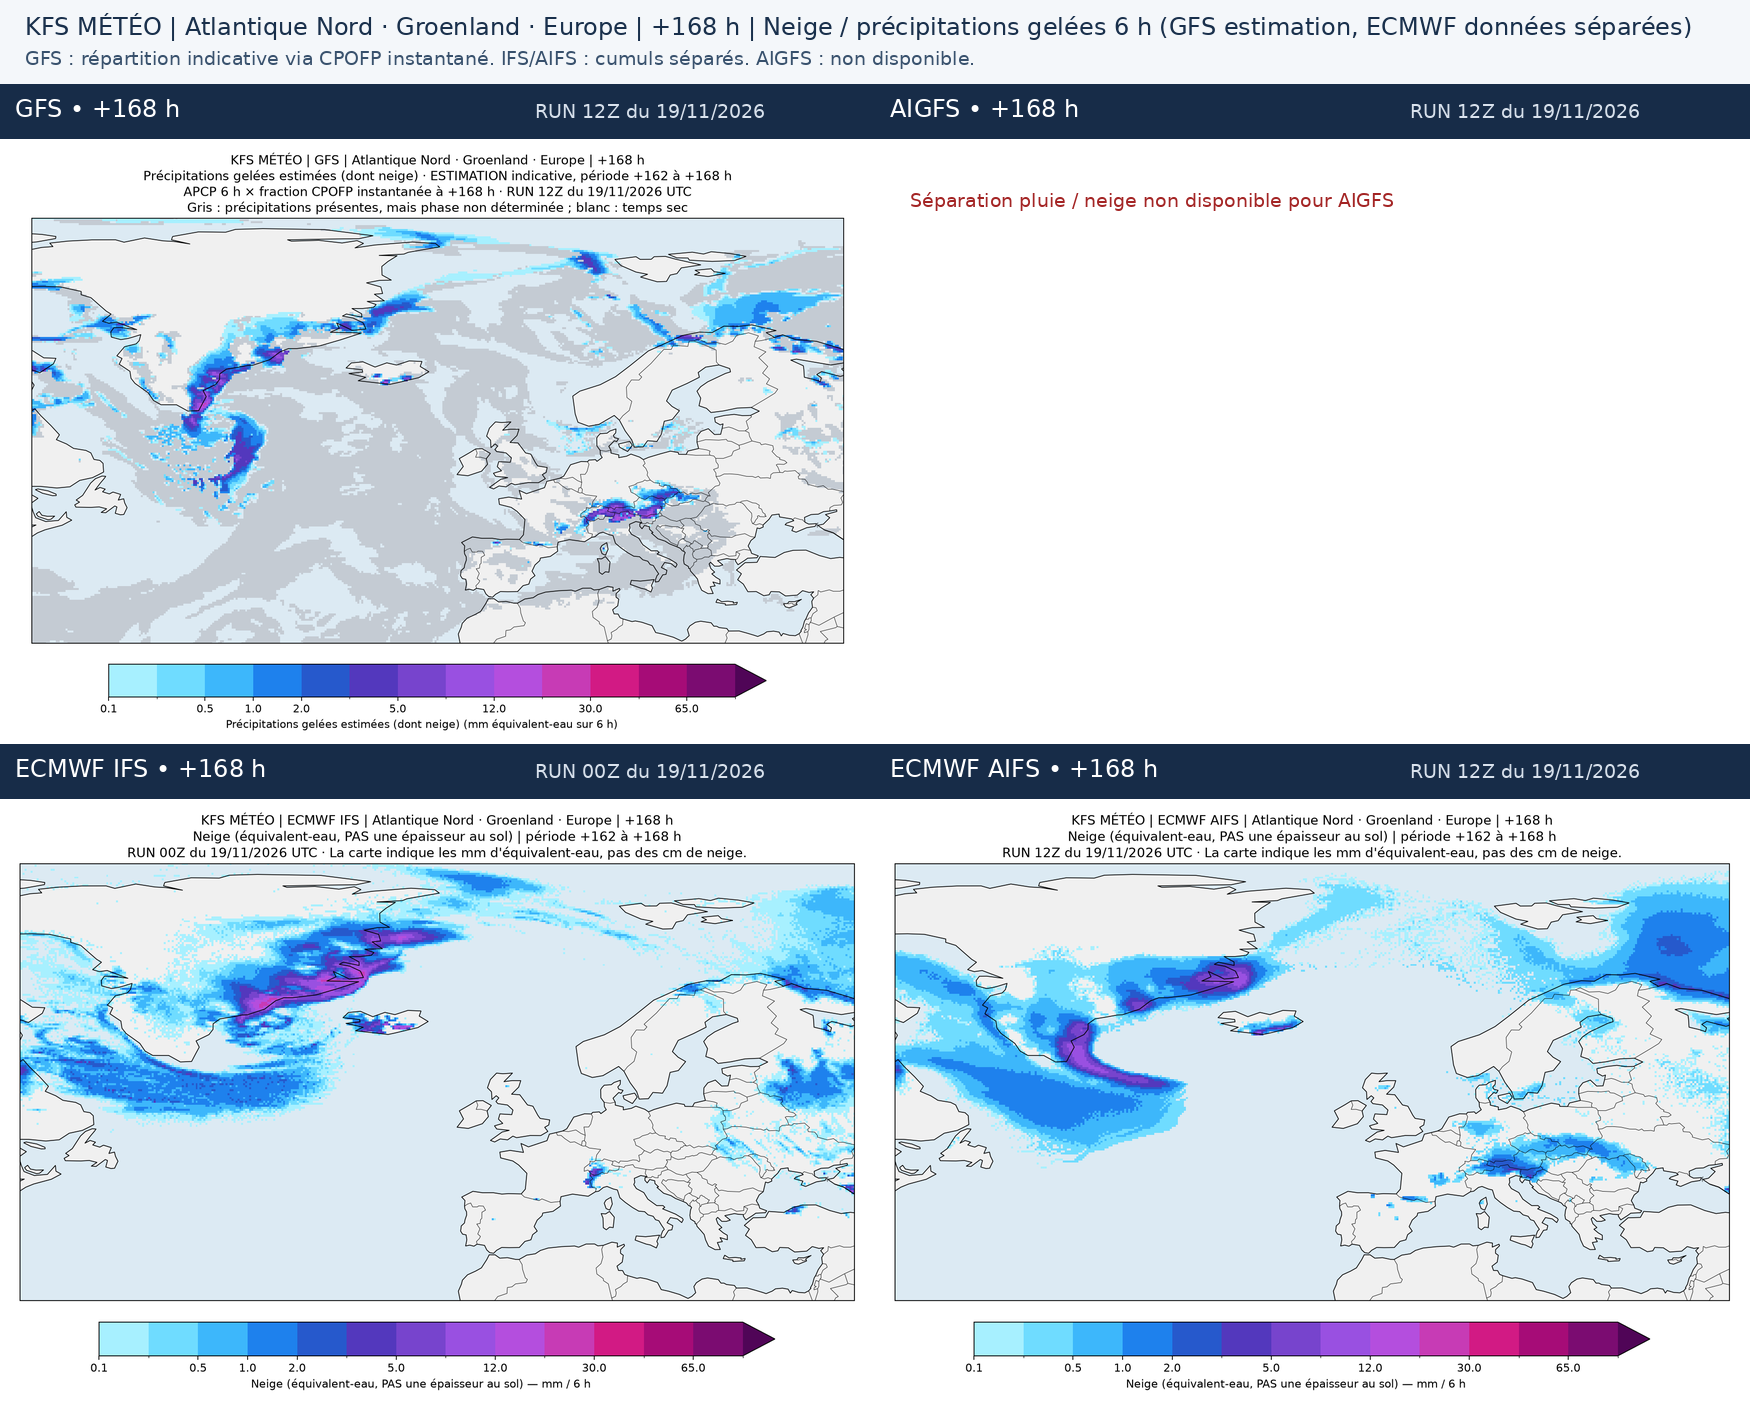 KFS MÉTÉO | Atlantique Nord · Groenland · Europe | +168 h | Neige / précipitations gelées 6 h (GFS estimation, ECMWF données séparées)
GFS : répartition indicative via CPOFP instantané. IFS/AIFS : cumuls séparés. AIGFS : non disponible.
GFS • +168 h
RUN 12Z du 19/11/2026
AIGFS • +168 h
RUN 12Z du 19/11/2026
KFS MÉTÉO | GFS | Atlantique Nord · Groenland · Europe | +168 h
Précipitations gelées estimées (dont neige) · ESTIMATION indicative, période +162 à +168 h
APCP 6 h × fraction CPOFP instantanée à +168 h · RUN 12Z du 19/11/2026 UTC
Gris : précipitations présentes, mais phase non déterminée ; blanc : temps sec
Séparation pluie / neige non disponible pour AIGFS
0.1 0.5 1.0 2.0 5.0 12.0 30.0 65.0
Précipitations gelées estimées (dont neige) (mm équivalent-eau sur 6 h)
ECMWF IFS • +168 h
RUN 00Z du 19/11/2026
ECMWF AIFS • +168 h
RUN 12Z du 19/11/2026
KFS MÉTÉO | ECMWF IFS | Atlantique Nord · Groenland · Europe | +168 h
Neige (équivalent-eau, PAS une épaisseur au sol) | période +162 à +168 h
RUN 00Z du 19/11/2026 UTC · La carte indique les mm d'équivalent-eau, pas des cm de neige.
KFS MÉTÉO | ECMWF AIFS | Atlantique Nord · Groenland · Europe | +168 h
Neige (équivalent-eau, PAS une épaisseur au sol) | période +162 à +168 h
RUN 12Z du 19/11/2026 UTC · La carte indique les mm d'équivalent-eau, pas des cm de neige.
0.1 0.5 1.0 2.0 5.0 12.0 30.0 65.0
Neige (équivalent-eau, PAS une épaisseur au sol) — mm / 6 h
0.1 0.5 1.0 2.0 5.0 12.0 30.0 65.0
Neige (équivalent-eau, PAS une épaisseur au sol) — mm / 6 h